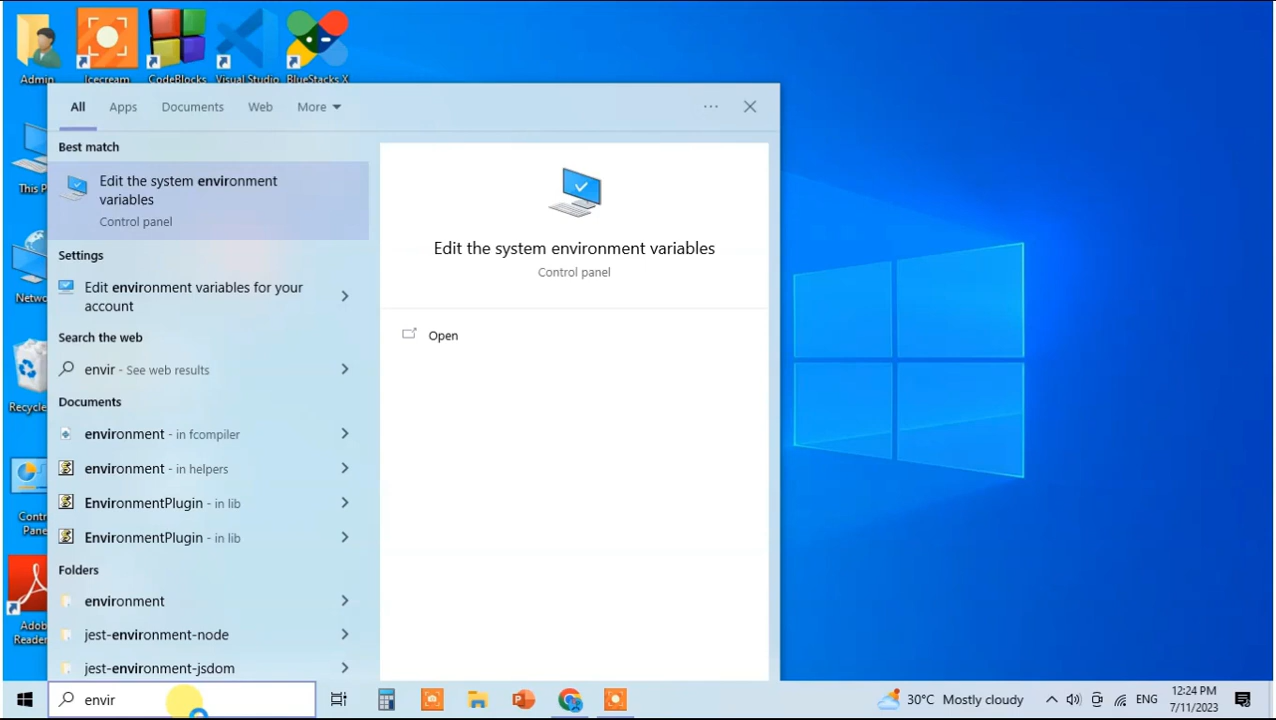 Admin
Icecream
CodeBlocks
Visual Studio
BlueStacks X
All Apps Documents Web More
Best match
Edit the system environment
variables
Control panel
Settings
Edit environment variables for your
account
Search the web
envir - See web results
Documents
environment - in fcompiler
environment - in helpers
EnvironmentPlugin - in lib
EnvironmentPlugin - in lib
Folders
environment
jest-environment-node
jest-environment-jsdom
Edit the system environment variables
Control panel
Open
This P
Netwo
Recycle
Contr
Pane
Adob
Reade
envir
30°C Mostly cloudy
ENG
12:24 PM
7/11/2023